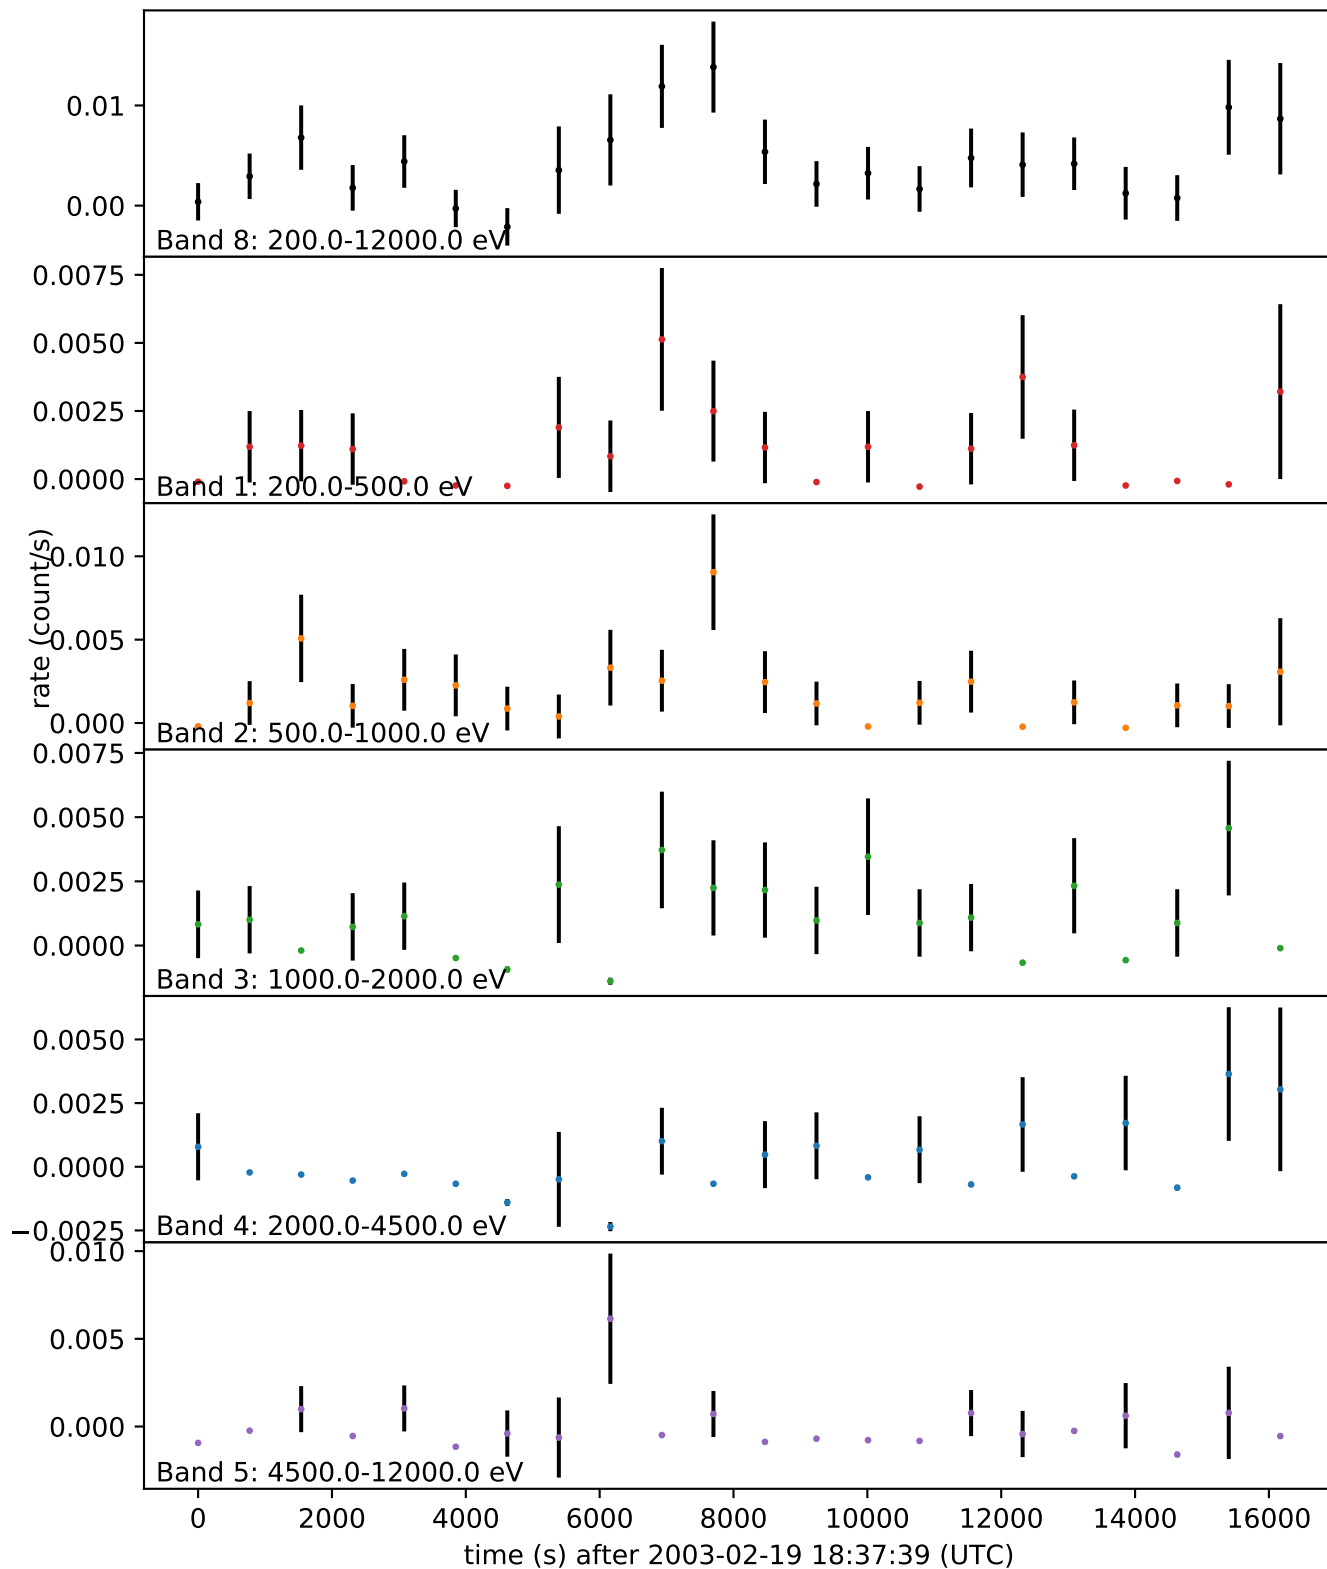 0.01
0.00
Band 8: 200.0-12000.0 eV
0.0075
0.0050
0.0025
0.0000
Band 1: 200.0-500.0 eV
rate (count/s)
0.010
0.005
0.000
Band 2: 500.0-1000.0 eV
0.0075
0.0050
0.0025
0.0000
Band 3: 1000.0-2000.0 eV
0.0050
0.0025
0.0000
−0.0025
Band 4: 2000.0-4500.0 eV
0.010
0.005
0.000
Band 5: 4500.0-12000.0 eV
0 2000 4000 6000 8000 10000 12000 14000 16000
time (s) after 2003-02-19 18:37:39 (UTC)